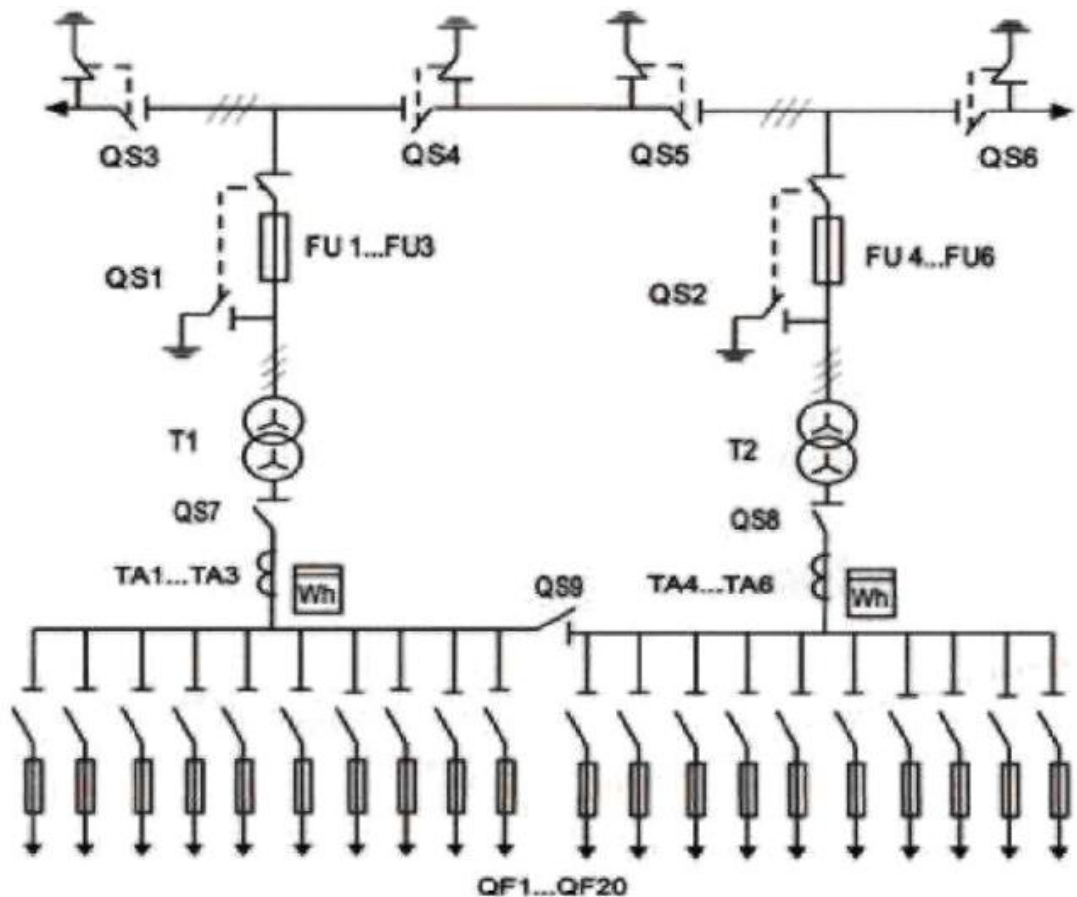 QS3
QS4
QS5
QS6
FU 1...FU3
FU 4...FU6
QS1
QS2
T1
T2
QS7
QS8
TA1...TA3
Wh
QS9
TA4...TA6
Wh
QF1...QF20